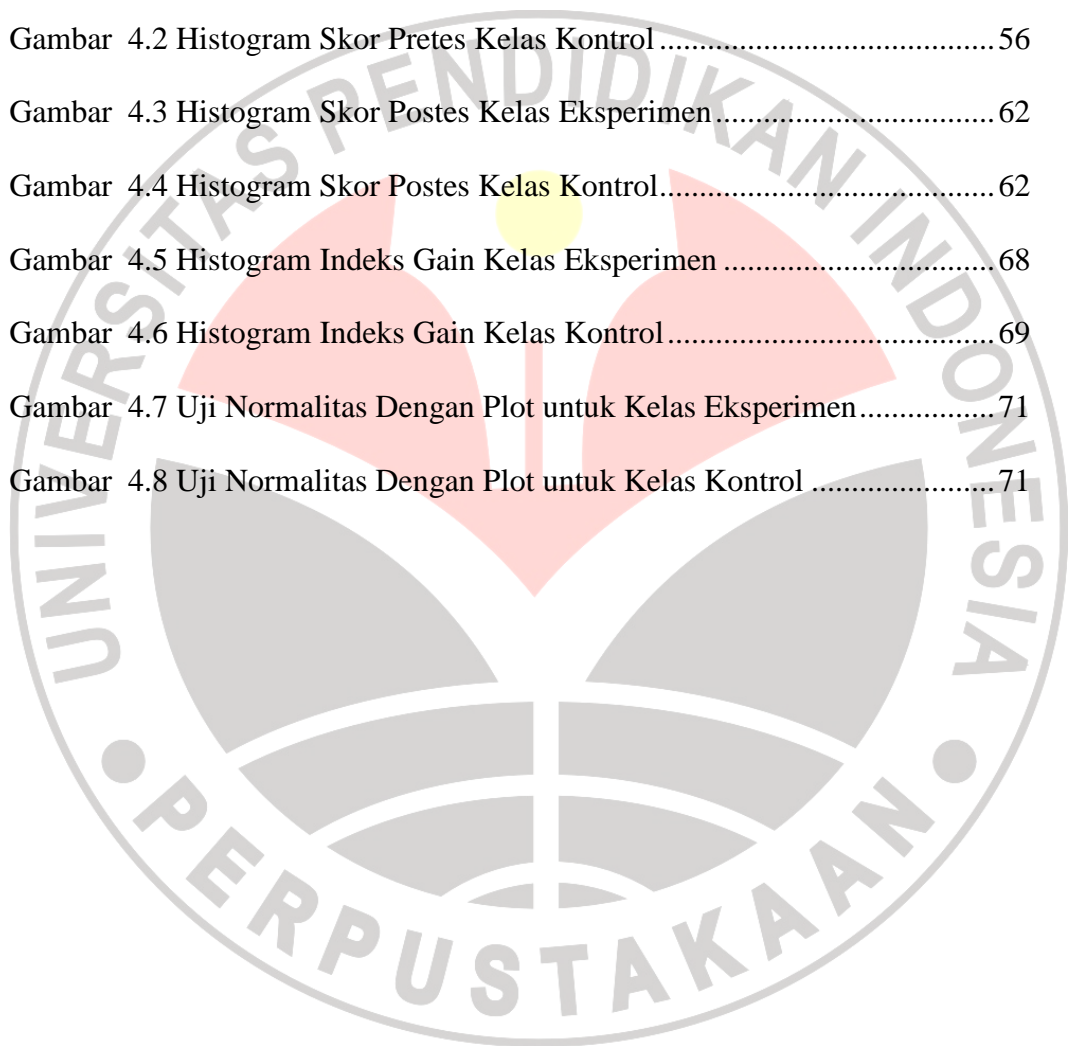 Gambar 4.2 Histogram Skor Pretes Kelas Kontrol .......................................... 56
Gambar 4.3 Histogram Skor Postes Kelas Eksperimen ................................... 62
Gambar 4.4 Histogram Skor Postes Kelas Kontrol .......................................... 62
Gambar 4.5 Histogram Indeks Gain Kelas Eksperimen .................................. 68
Gambar 4.6 Histogram Indeks Gain Kelas Kontrol ......................................... 69
Gambar 4.7 Uji Normalitas Dengan Plot untuk Kelas Eksperimen ................. 71
Gambar 4.8 Uji Normalitas Dengan Plot untuk Kelas Kontrol ....................... 71
UNIVERSITAS PENDIDIKAN INDONESIA
PERPUSTAKAAN